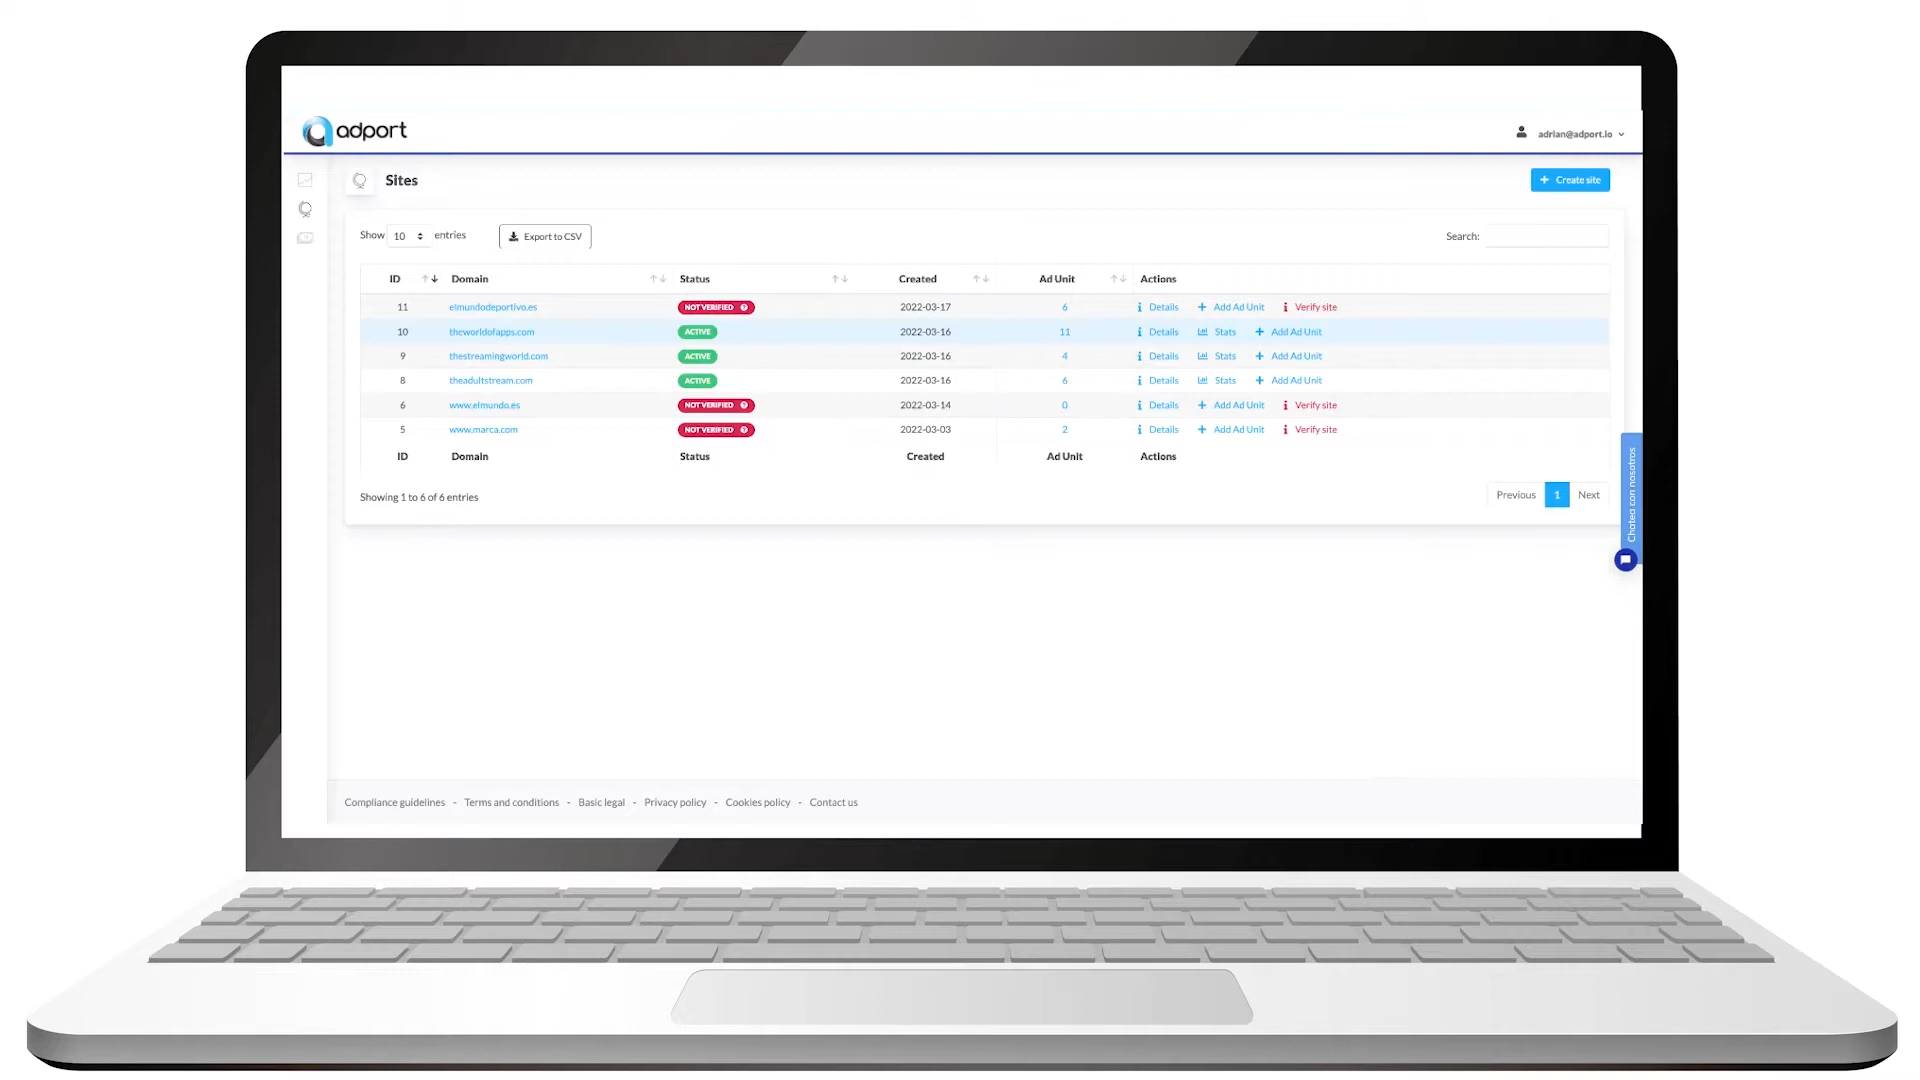 adport
adrian@adport.io
Sites
+ Create site
Show 10 entries
Export to CSV
Search:
ID Domain Status Created Ad Unit Actions
11 elmundodeportivo.es NOT VERIFIED 2022-03-17 6 Details + Add Ad Unit Verify site
10 theworldofapps.com ACTIVE 2022-03-16 11 Details Stats + Add Ad Unit
9 thestreamingworld.com ACTIVE 2022-03-16 4 Details Stats + Add Ad Unit
8 theadultstream.com ACTIVE 2022-03-16 6 Details Stats + Add Ad Unit
6 www.elmundo.es NOT VERIFIED 2022-03-14 0 Details + Add Ad Unit Verify site
5 www.marca.com NOT VERIFIED 2022-03-03 2 Details + Add Ad Unit Verify site
ID Domain Status Created Ad Unit Actions
Showing 1 to 6 of 6 entries
Previous 1 Next
Chatea con nosotros
Compliance guidelines - Terms and conditions - Basic legal - Privacy policy - Cookies policy - Contact us